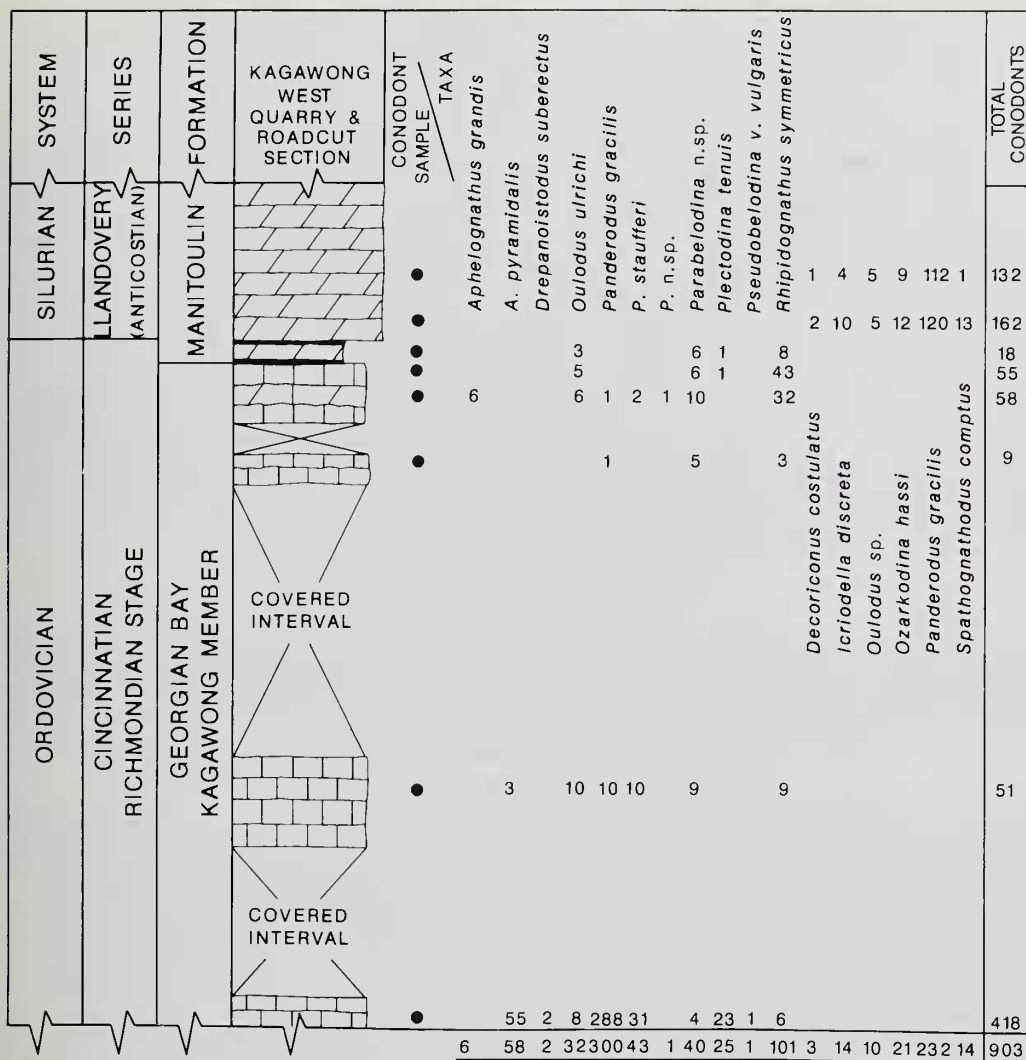 SYSTEM
SERIES
FORMATION
KAGAWONG
WEST
QUARRY &
ROADCUT
SECTION
CONODONT
SAMPLE
TAXA
Aphelognathus grandis
A. pyramidalis
Drepanoistodus suberectus
Oulodus ulrichi
Panderodus gracilis
P. staufferi
P. n.sp.
Parabelodina n.sp.
Plectodina tenuis
Pseudobelodina v. vulgaris
Rhipidognathus symmetricus
TOTAL
CONODONTS
SILURIAN
LLANDOVERY
(ANTICOSTIAN)
MANITOULIN
1 4 5 9 112 1 132
2 10 5 12 120 13 162
3 6 1 8 18
5 6 1 43 55
6 6 1 2 1 10 32 58
1 5 3 9
Decoriconus costulatus
Icriodella discreta
Oulodus sp.
Ozarkodina hassi
Panderodus gracilis
Spathognathodus comptus
ORDOVICIAN
CINCINNATIAN
RICHMONDIAN STAGE
GEORGIAN BAY
KAGAWONG MEMBER
COVERED
INTERVAL
3 10 10 10 9 9 51
COVERED
INTERVAL
55 2 8 288 31 4 23 1 6 418
6 58 2 32 300 43 1 40 25 1 101 3 14 10 21 232 14 903